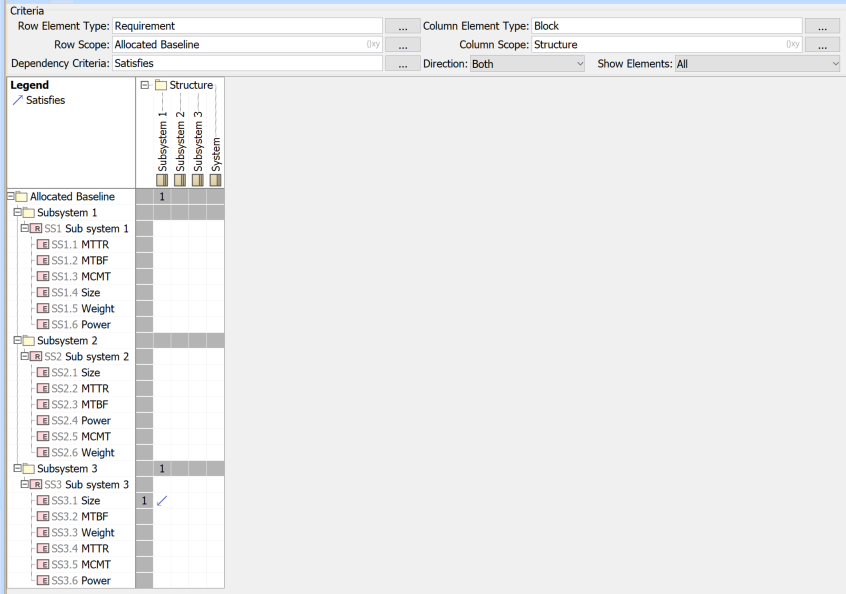 Criteria
Row Element Type: Requirement ... Column Element Type: Block ...
Row Scope: Allocated Baseline ... Column Scope: Structure ...
Dependency Criteria: Satisfies ... Direction: Both Show Elements: All
Legend
Satisfies
Structure
Subsystem 1
Subsystem 2
Subsystem 3
System
Allocated Baseline 1
Subsystem 1
R SS1 Sub system 1
E SS1.1 MTTR
E SS1.2 MTBF
E SS1.3 MCMT
E SS1.4 Size
E SS1.5 Weight
E SS1.6 Power
Subsystem 2
R SS2 Sub system 2
E SS2.1 Size
E SS2.2 MTTR
E SS2.3 MTBF
E SS2.4 Power
E SS2.5 MCMT
E SS2.6 Weight
Subsystem 3 1
R SS3 Sub system 3
E SS3.1 Size 1
E SS3.2 MTBF
E SS3.3 Weight
E SS3.4 MTTR
E SS3.5 MCMT
E SS3.6 Power